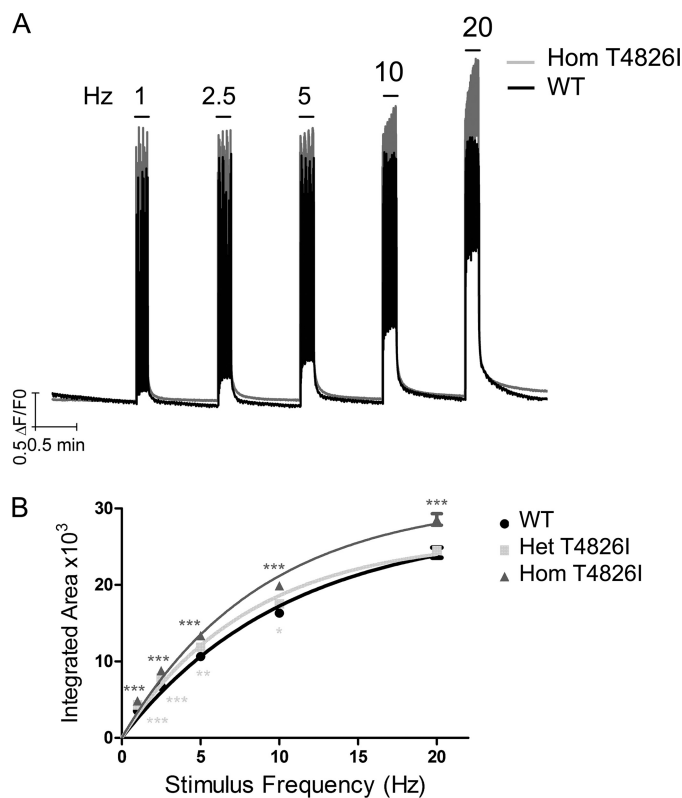 A
20
Hom T4826I
WT
10
Hz 1 2.5 5
0.5 ΔF/F0
0.5 min
B
30
20
10
0
Integrated Area x10³
***
***
***
***
***
***
***
**
*
WT
Het T4826I
Hom T4826I
0 5 10 15 20
Stimulus Frequency (Hz)